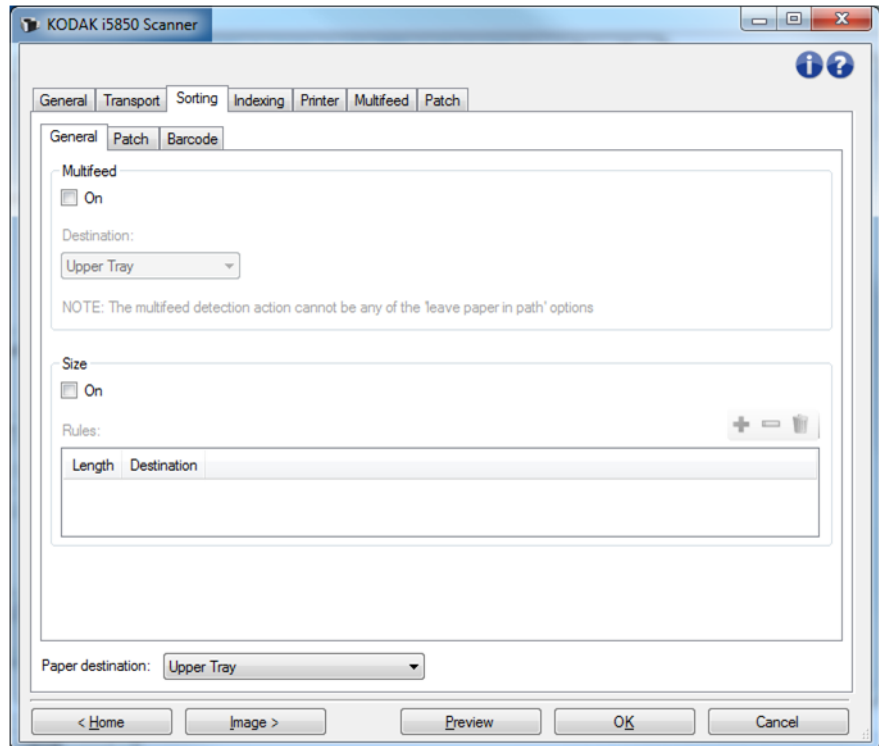 KODAK i5850 Scanner
General Transport Sorting Indexing Printer Multifeed Patch
General Patch Barcode
Multifeed
On
Destination:
Upper Tray
NOTE: The multifeed detection action cannot be any of the 'leave paper in path' options
Size
On
Rules:
Length Destination
Paper destination: Upper Tray
< Home Image > Preview OK Cancel